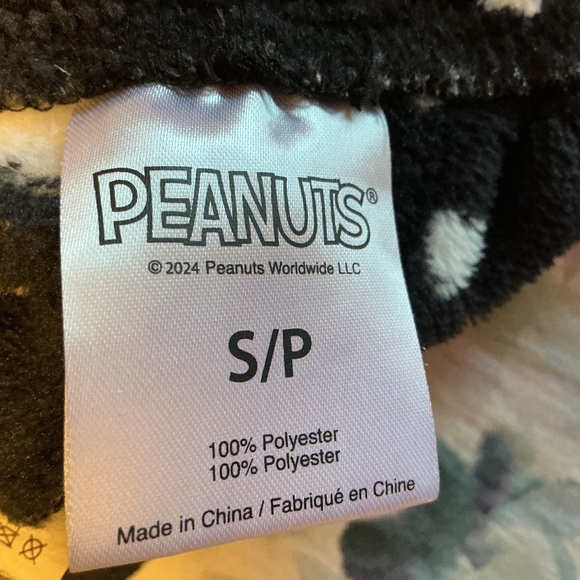 PEANUTS®
© 2024 Peanuts Worldwide LLC
S/P
100% Polyester
100% Polyester
Made in China / Fabriqué en Chine